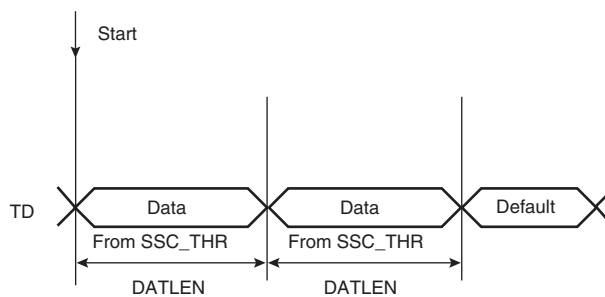 Start
TD
Data
Data
Default
From SSC_THR
From SSC_THR
DATLEN
DATLEN